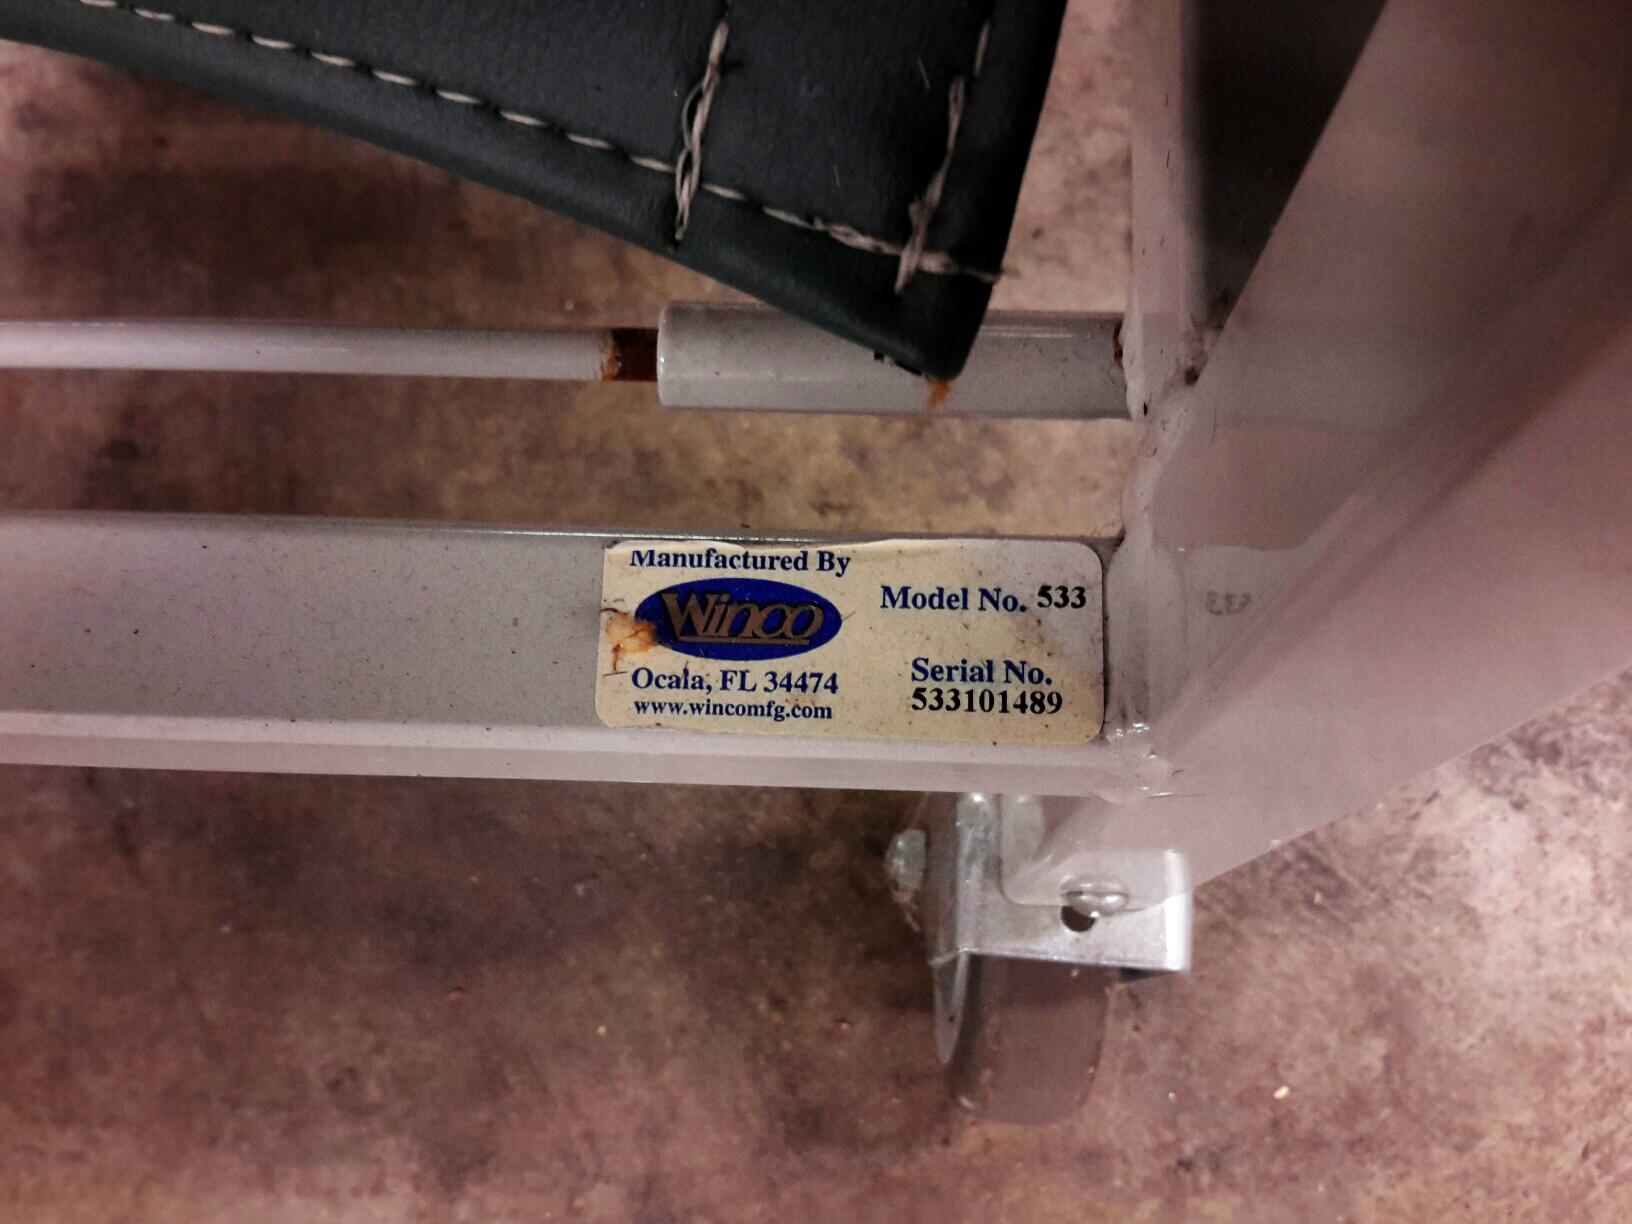 Manufactured By
Winco
Ocala, FL 34474
www.wincomfg.com
Model No. 533
Serial No.
533101489